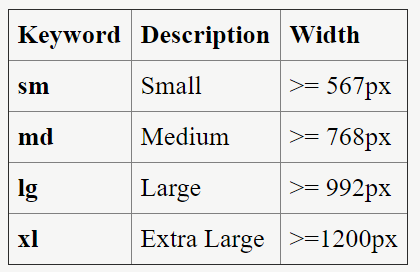 Keyword Description Width
sm Small >= 567px
md Medium >= 768px
lg Large >= 992px
xl Extra Large >=1200px